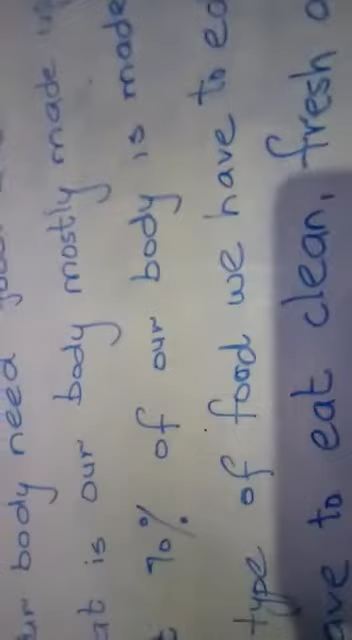 body need
is our body mostly made
70% of our body is made
type of food we have to
to eat clean, fresh